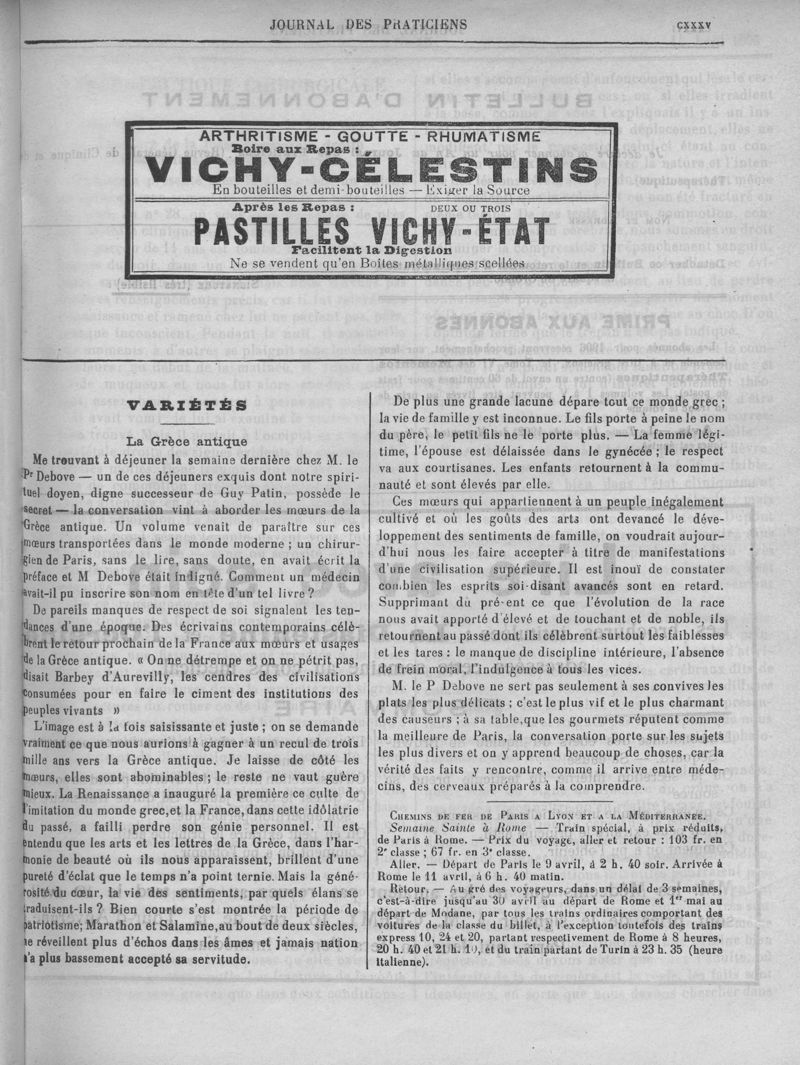 JOURNAL DES PRATICIENS
CXXXV
ARTHRITISME - GOUTTE - RHUMATISME
Boire aux Repas :
VICHY-CÉLESTINS
En bouteilles et demi-bouteilles — Exiger la Source
Après les Repas : DEUX OU TROIS
PASTILLES VICHY-ÉTAT
Facilitent la Digestion
Ne se vendent qu'en Boîtes métalliques scellées
VARIÉTÉS
La Grèce antique
Me trouvant à déjeuner la semaine dernière chez M. le
Pr Debove — un de ces déjeuners exquis dont notre spiri-
tuel doyen, digne successeur de Guy Patin, possède le
secret — la conversation vint à aborder les mœurs de la
Grèce antique. Un volume venait de paraître sur ces
mœurs transportées dans le monde moderne ; un chirur-
gien de Paris, sans le lire, sans doute, en avait écrit la
préface et M Debove était indigné. Comment un médecin
avait-il pu inscrire son nom en tête d'un tel livre ?
De pareils manques de respect de soi signalent les ten-
dances d'une époque. Des écrivains contemporains célè-
brent le retour prochain de la France aux mœurs et usages
de la Grèce antique. « On ne détrempe et on ne pétrit pas,
disait Barbey d'Aurevilly, les cendres des civilisations
consumées pour en faire le ciment des institutions des
peuples vivants »
L'image est à la fois saisissante et juste ; on se demande
vraiment ce que nous aurions à gagner à un recul de trois
mille ans vers la Grèce antique. Je laisse de côté les
mœurs, elles sont abominables ; le reste ne vaut guère
mieux. La Renaissance a inauguré la première ce culte de
l'imitation du monde grec, et la France, dans cette idolâtrie
du passé, a failli perdre son génie personnel. Il est
entendu que les arts et les lettres de la Grèce, dans l'har-
monie de beauté où ils nous apparaissent, brillent d'une
pureté d'éclat que le temps n'a point ternie. Mais la géné-
rosité du cœur, la vie des sentiments, par quels élans se
traduisent-ils ? Bien courte s'est montrée la période de
patriotisme; Marathon et Salamine, au bout de deux siècles,
ne réveillent plus d'échos dans les âmes et jamais nation
n'a plus bassement accepté sa servitude.
De plus une grande lacune dépare tout ce monde grec ;
la vie de famille y est inconnue. Le fils porte à peine le nom
du père, le petit fils ne le porte plus. — La femme légi-
time, l'épouse est délaissée dans le gynécée ; le respect
va aux courtisanes. Les enfants retournent à la commu-
nauté et sont élevés par elle.
Ces mœurs qui appartiennent à un peuple inégalement
cultivé et où les goûts des arts ont devancé le déve-
loppement des sentiments de famille, on voudrait aujour-
d'hui nous les faire accepter à titre de manifestations
d'une civilisation supérieure. Il est inouï de constater
combien les esprits soi-disant avancés sont en retard.
Supprimant du présent ce que l'évolution de la race
nous avait apporté d'élevé et de touchant et de noble, ils
retournent au passé dont ils célèbrent surtout les faiblesses
et les tares : le manque de discipline intérieure, l'absence
de frein moral, l'indulgence à tous les vices.
M. le P Debove ne sert pas seulement à ses convives les
plats les plus délicats ; c'est le plus vif et le plus charmant
des causeurs ; à sa table, que les gourmets réputent comme
la meilleure de Paris, la conversation porte sur les sujets
les plus divers et on y apprend beaucoup de choses, car la
vérité des faits y rencontre, comme il arrive entre méde-
cins, des cerveaux préparés à la comprendre.
CHEMINS DE FER DE PARIS A LYON ET A LA MÉDITERRANÉE.
Semaine Sainte à Rome — Train spécial, à prix réduits,
de Paris à Rome. — Prix du voyage, aller et retour : 103 fr. en
2e classe ; 67 fr. en 3e classe.
Aller. — Départ de Paris le 9 avril, à 2 h. 40 soir. Arrivée à
Rome le 11 avril, à 6 h. 40 matin.
Retour. — Au gré des voyageurs, dans un délai de 3 semaines,
c'est-à-dire jusqu'au 30 avril au départ de Rome et 1er mai au
départ de Modane, par tous les trains ordinaires comportant des
voitures de la classe du billet, à l'exception toutefois des trains
express 10, 24 et 20, partant respectivement de Rome à 8 heures,
20 h. 40 et 21 h. 10, et du train partant de Turin à 23 h. 35 (heure
Italienne).